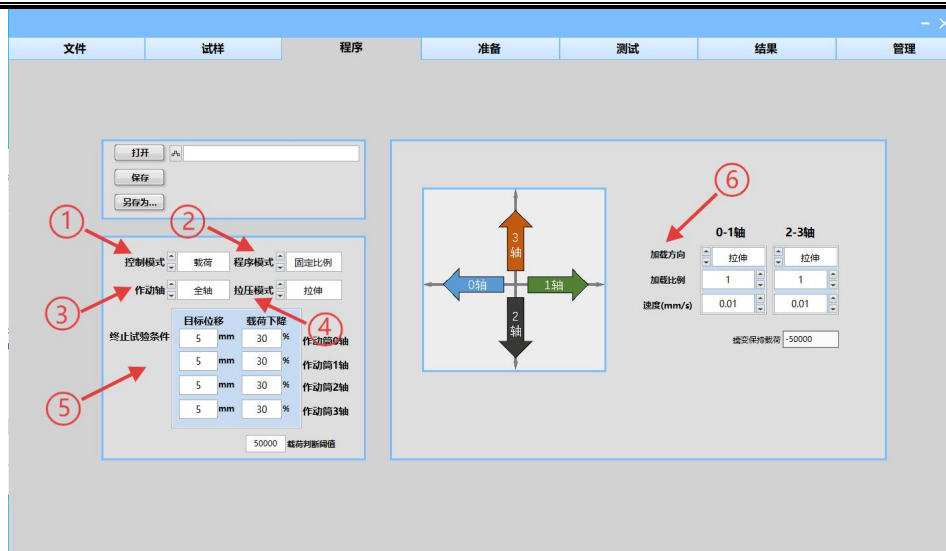 文件 试样 程序 准备 测试 结果 管理
打开
保存
另存为...
① ②
控制模式 载荷 程序模式 固定比例
作动轴 全轴 拉压模式 拉伸
③ ④
目标位移 载荷下降
终止试验条件 5 mm 30 % 作动筒0轴
5 mm 30 % 作动筒1轴
5 mm 30 % 作动筒2轴
5 mm 30 % 作动筒3轴
⑤
50000 载荷判断阈值
3轴
0轴 1轴
2轴
⑥
0-1轴 2-3轴
加载方向 拉伸 拉伸
加载比例 1 1
速度(mm/s) 0.01 0.01
蠕变保持载荷 -50000